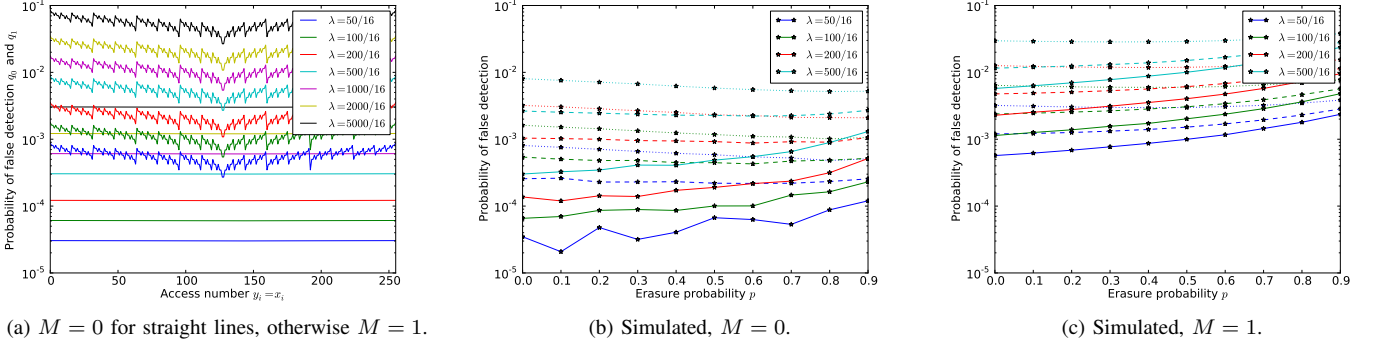 Probability of false detection q₀ and q₁
10⁻¹
10⁻²
10⁻³
10⁻⁴
10⁻⁵
0 50 100 150 200 250
Access number yᵢ=xᵢ
λ=50/16
λ=100/16
λ=200/16
λ=500/16
λ=1000/16
λ=2000/16
λ=5000/16
(a) M = 0 for straight lines, otherwise M = 1.
Probability of false detection
10⁻¹
10⁻²
10⁻³
10⁻⁴
10⁻⁵
0.0 0.1 0.2 0.3 0.4 0.5 0.6 0.7 0.8 0.9
Erasure probability p
λ=50/16
λ=100/16
λ=200/16
λ=500/16
(b) Simulated, M = 0.
Probability of false detection
10⁻¹
10⁻²
10⁻³
10⁻⁴
10⁻⁵
0.0 0.1 0.2 0.3 0.4 0.5 0.6 0.7 0.8 0.9
Erasure probability p
λ=50/16
λ=100/16
λ=200/16
λ=500/16
(c) Simulated, M = 1.